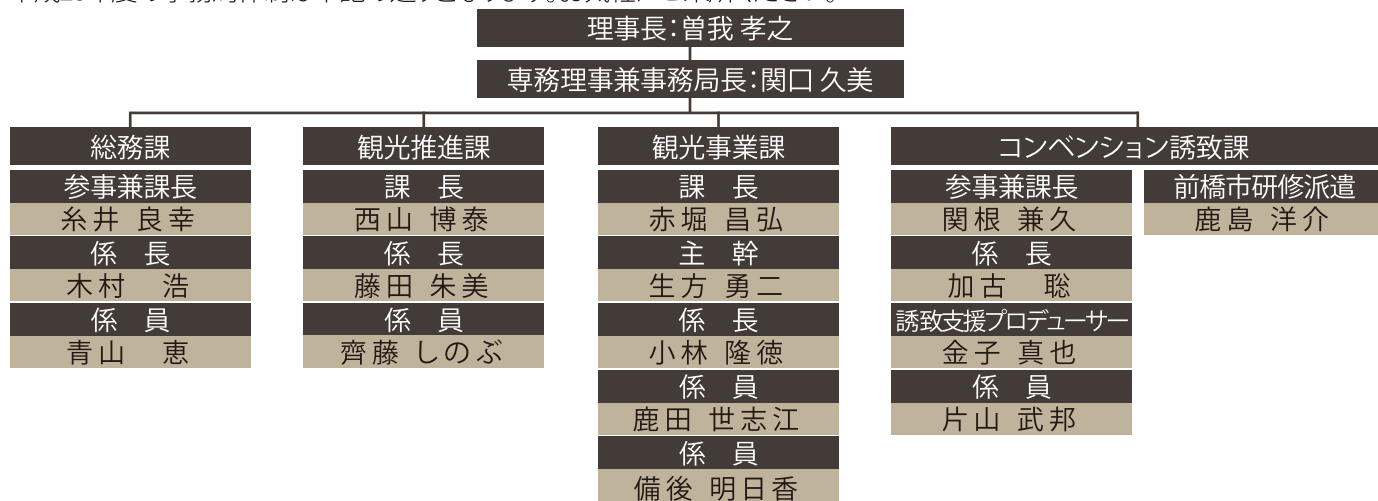 理事長：曽我 孝之
専務理事兼事務局長：関口 久美
総務課
参事兼課長
糸井 良幸
係 長
木村 浩
係 員
青山 恵
観光推進課
課 長
西山 博泰
係 長
藤田 朱美
係 員
齊藤 しのぶ
観光事業課
課 長
赤堀 昌弘
主 幹
生方 勇二
係 長
小林 隆徳
係 員
鹿田 世志江
係 員
備後 明日香
コンベンション誘致課
参事兼課長
関根 兼久
係 長
加古 聡
誘致支援プロデューサー
金子 真也
係 員
片山 武邦
前橋市研修派遣
鹿島 洋介